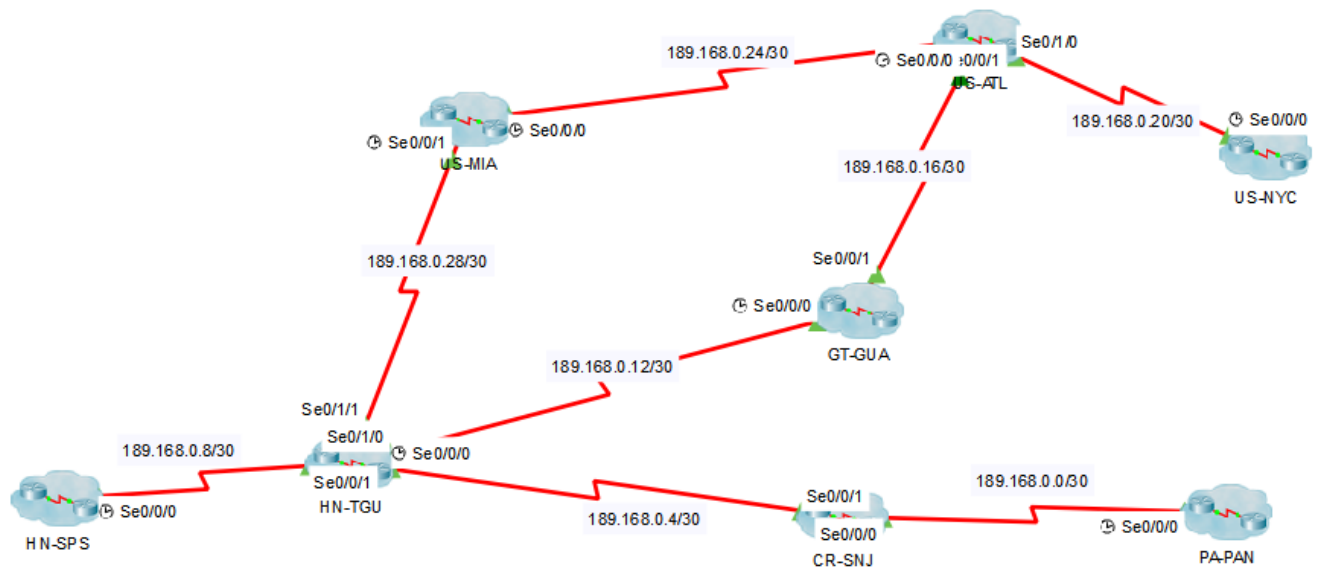 189.168.0.24/30
Se0/1/0
Se0/0/0
0/0/1
US-ATL
189.168.0.20/30
Se0/0/0
US-NYC
Se0/0/0
Se0/0/1
US-MIA
189.168.0.16/30
189.168.0.28/30
Se0/0/1
Se0/0/0
GT-GUA
189.168.0.12/30
Se0/1/1
Se0/1/0
Se0/0/0
189.168.0.8/30
Se0/0/1
HN-TGU
Se0/0/0
HN-SPS
189.168.0.4/30
189.168.0.0/30
Se0/0/1
Se0/0/0
CR-SNJ
Se0/0/0
PA-PAN